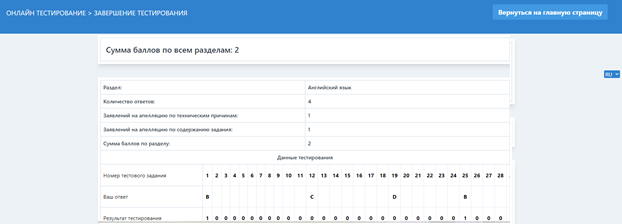 ОНЛАЙН ТЕСТИРОВАНИЕ > ЗАВЕРШЕНИЕ ТЕСТИРОВАНИЯ
Вернуться на главную страницу
Сумма баллов по всем разделам: 2
RU
Раздел: Английский язык
Количество ответов: 4
Заявлений на апелляцию по техническим причинам: 1
Заявлений на апелляцию по содержанию задания: 1
Сумма баллов по разделу: 2
Данные тестирования
Номер тестового задания 1 2 3 4 5 6 7 8 9 10 11 12 13 14 15 16 17 18 19 20 21 22 23 24 25 26 27 28
Ваш ответ B C D B
Результат тестирования 1 0 0 0 0 0 0 0 0 0 0 0 0 0 0 0 0 0 0 0 0 0 0 0 1 0 0 0